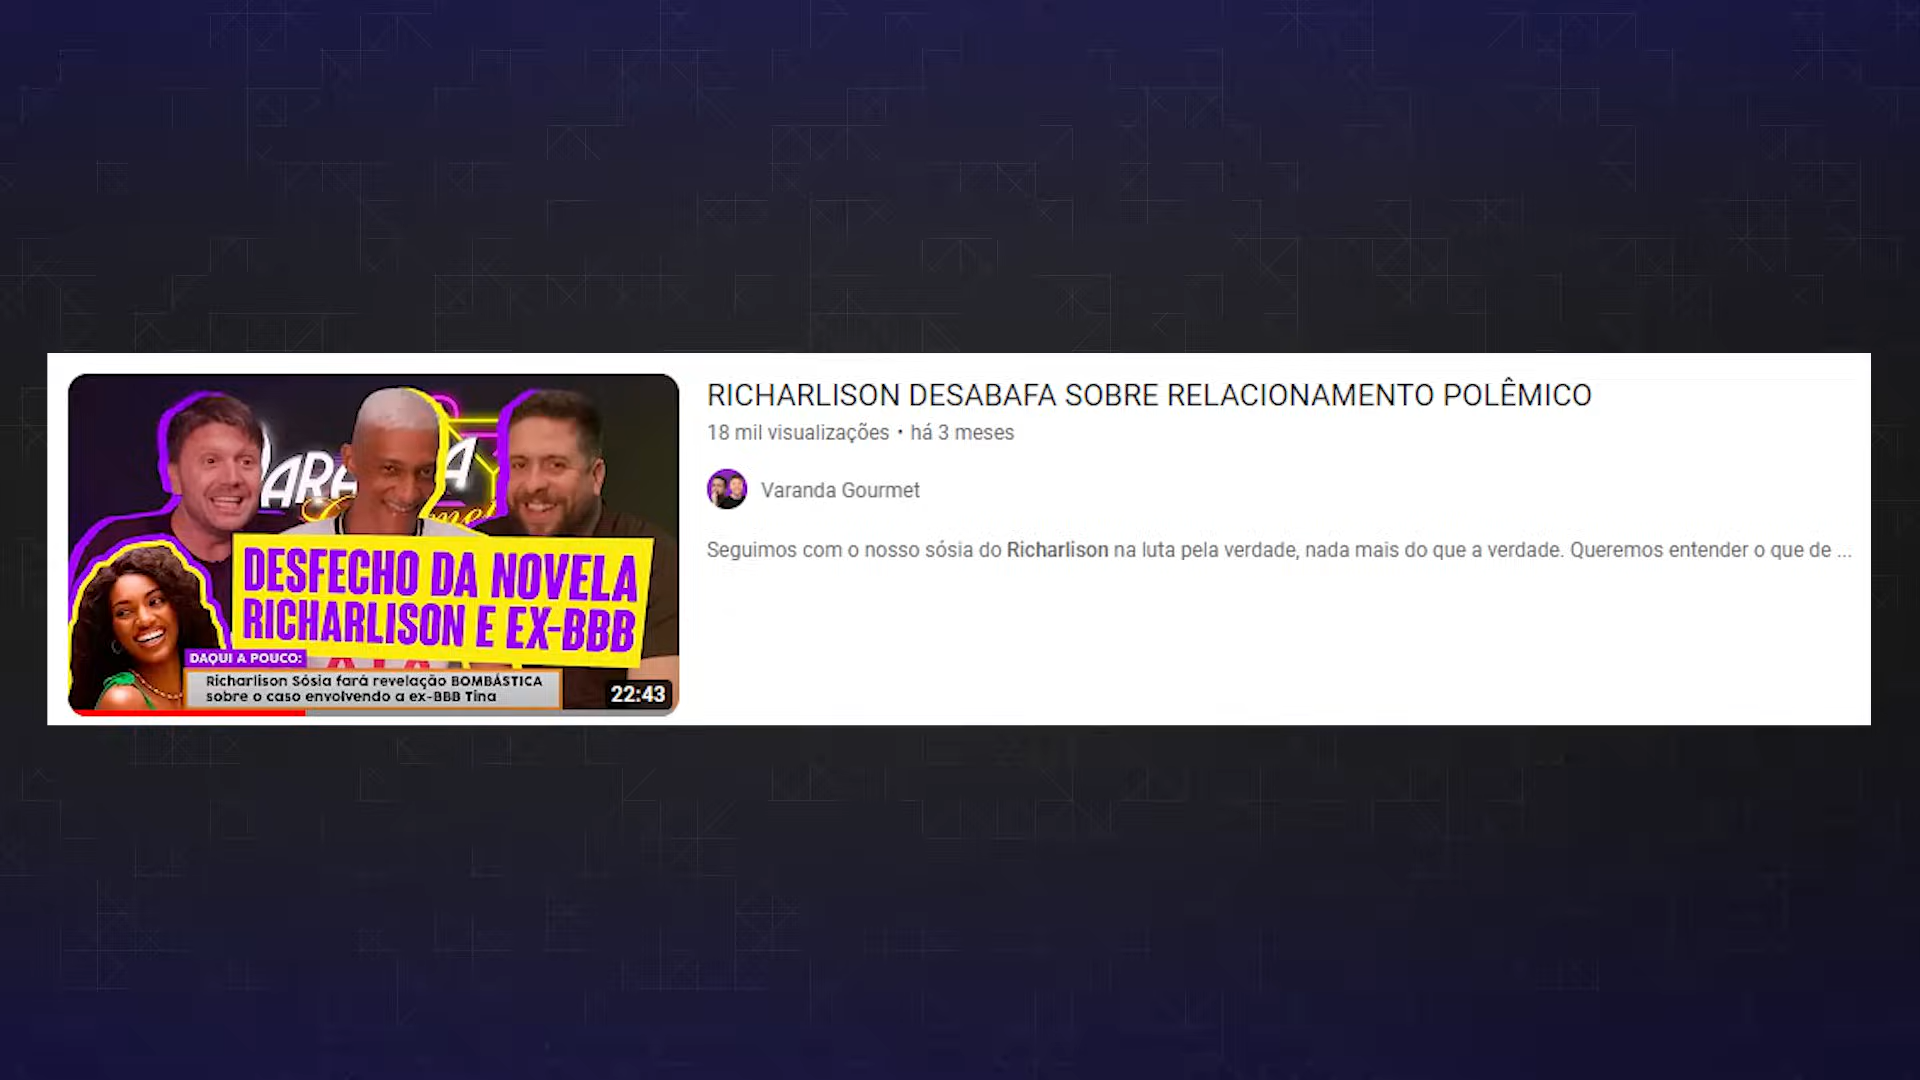 RICHARLISON DESABAFA SOBRE RELACIONAMENTO POLÊMICO
18 mil visualizações • há 3 meses
Varanda Gourmet
Seguimos com o nosso sósia do Richarlison na luta pela verdade, nada mais do que a verdade. Queremos entender o que de ...
DESFECHO DA NOVELA
RICHARLISON E EX-BBB
DAQUI A POUCO:
Richarlison Sósia fará revelação BOMBÁSTICA
sobre o caso envolvendo a ex-BBB Tina
22:43